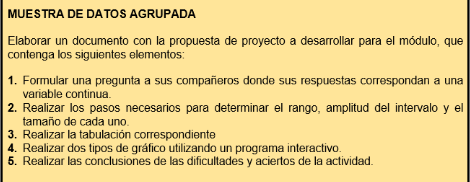 MUESTRA DE DATOS AGRUPADA
Elaborar un documento con la propuesta de proyecto a desarrollar para el módulo, que
contenga los siguientes elementos:
1. Formular una pregunta a sus compañeros donde sus respuestas correspondan a una
variable continua.
2. Realizar los pasos necesarios para determinar el rango, amplitud del intervalo y el
tamaño de cada uno.
3. Realizar la tabulación correspondiente
4. Realizar dos tipos de gráfico utilizando un programa interactivo.
5. Realizar las conclusiones de las dificultades y aciertos de la actividad.